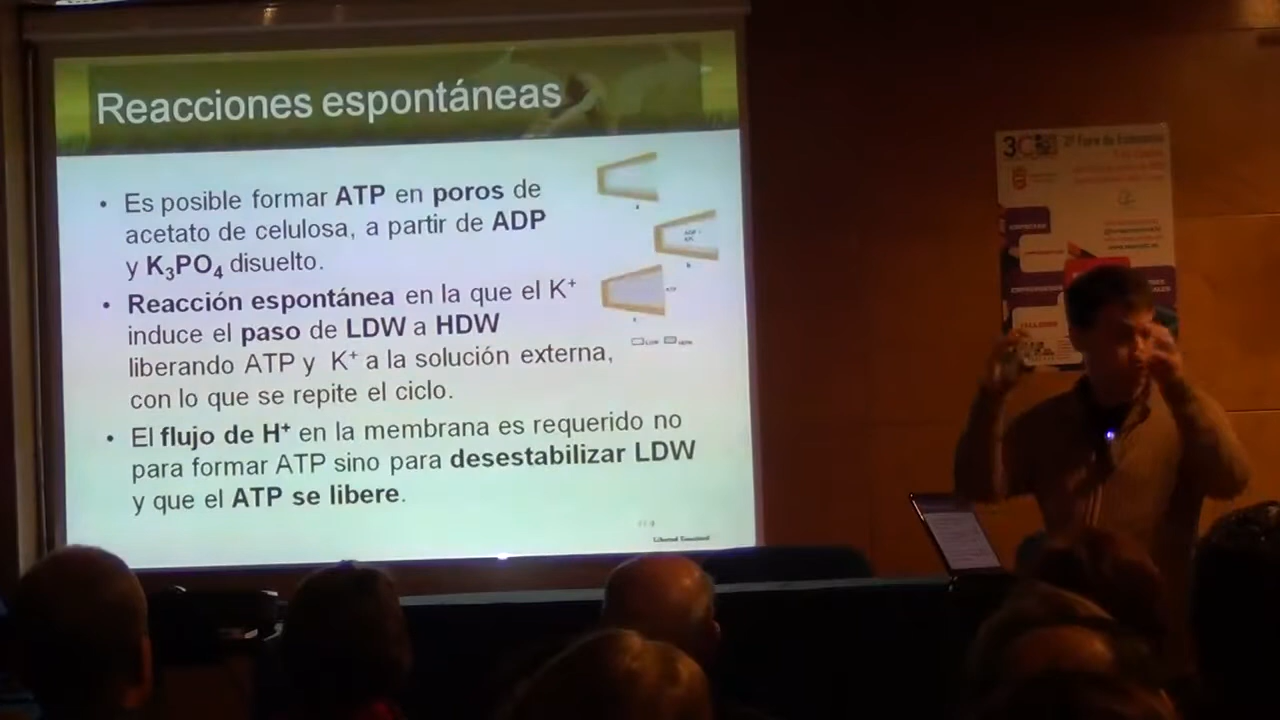 Reacciones espontáneas
• Es posible formar ATP en poros de
acetato de celulosa, a partir de ADP
y K₃PO₄ disuelto.
• Reacción espontánea en la que el K⁺
induce el paso de LDW a HDW
liberando ATP y K⁺ a la solución externa,
con lo que se repite el ciclo.
• El flujo de H⁺ en la membrana es requerido no
para formar ATP sino para desestabilizar LDW
y que el ATP se libere.
3C